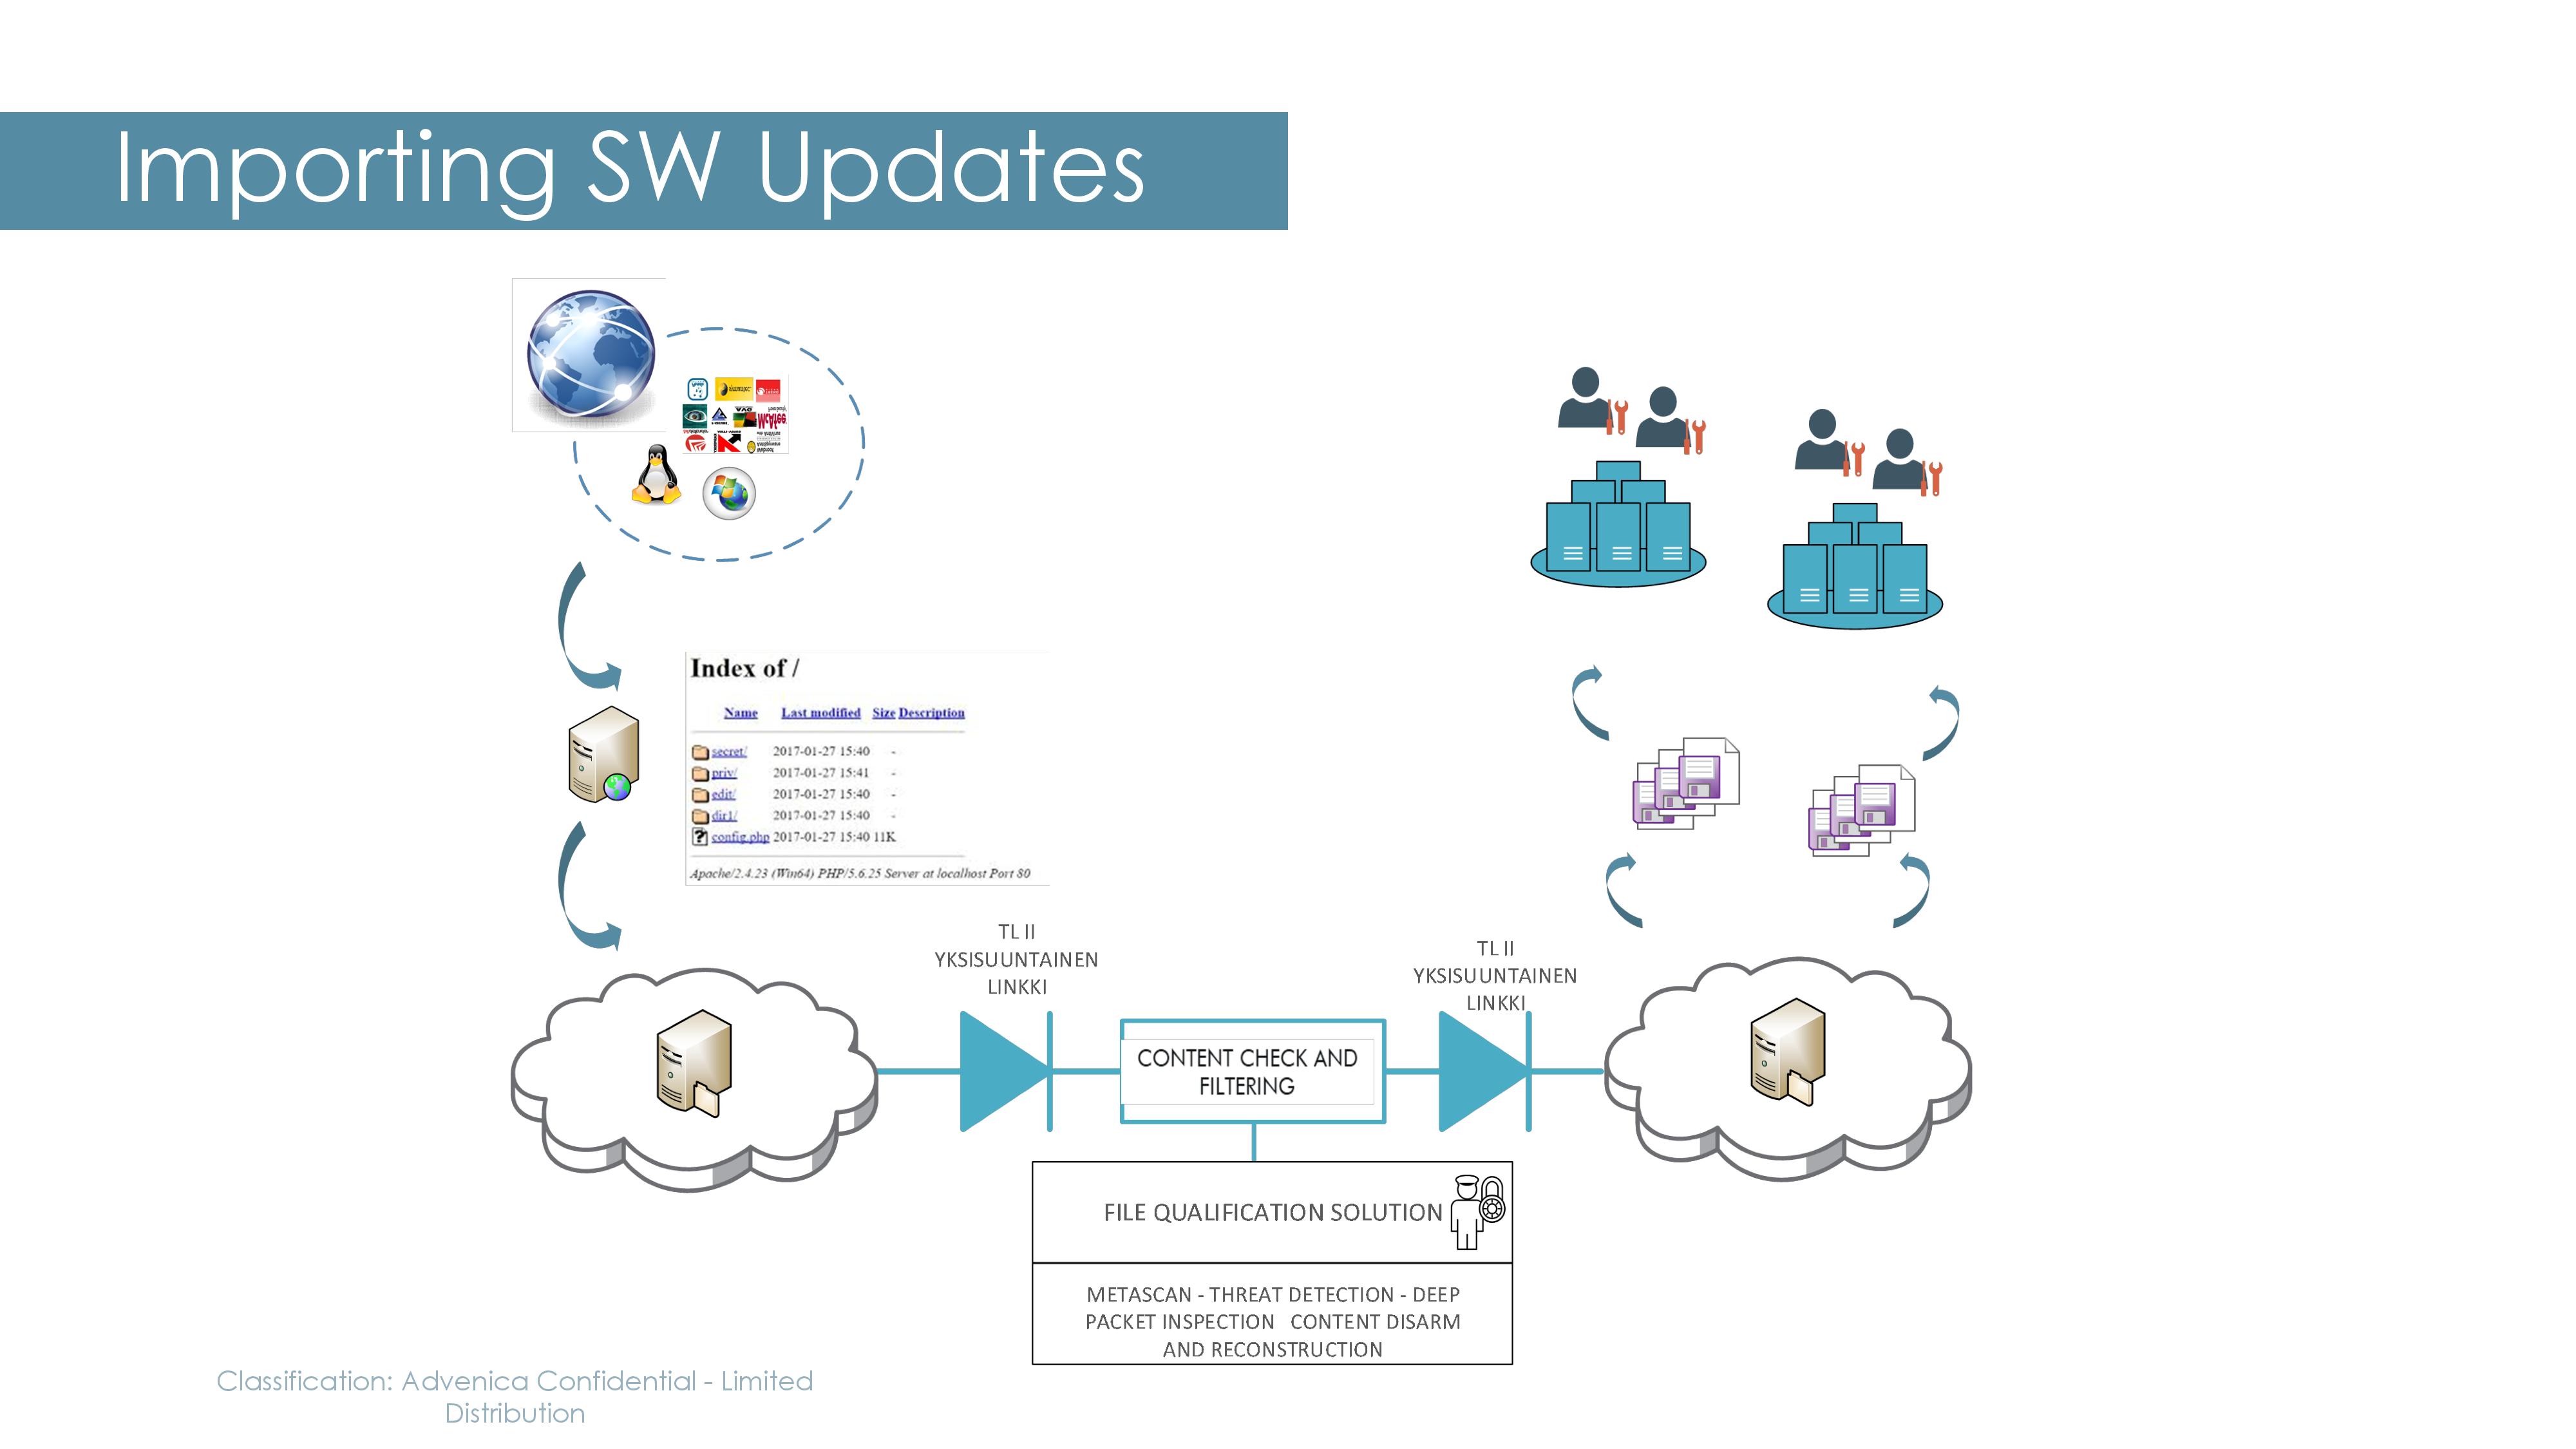 Importing SW Updates
McAfee
Index of /
Name Last modified Size Description
secret/ 2017-01-27 15:40 -
priv/ 2017-01-27 15:41 -
edit/ 2017-01-27 15:40 -
dir1/ 2017-01-27 15:40 -
config.php 2017-01-27 15:40 11K
Apache/2.4.23 (Win64) PHP/5.6.25 Server at localhost Port 80
TL II
YKSISUUNTAINEN
LINKKI
TL II
YKSISUUNTAINEN
LINKKI
CONTENT CHECK AND
FILTERING
FILE QUALIFICATION SOLUTION
METASCAN - THREAT DETECTION - DEEP
PACKET INSPECTION CONTENT DISARM
AND RECONSTRUCTION
Classification: Advenica Confidential - Limited
Distribution